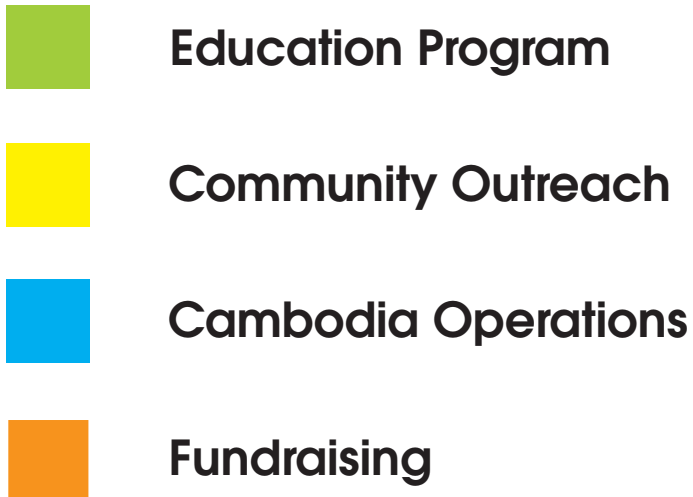 Education Program
Community Outreach
Cambodia Operations
Fundraising